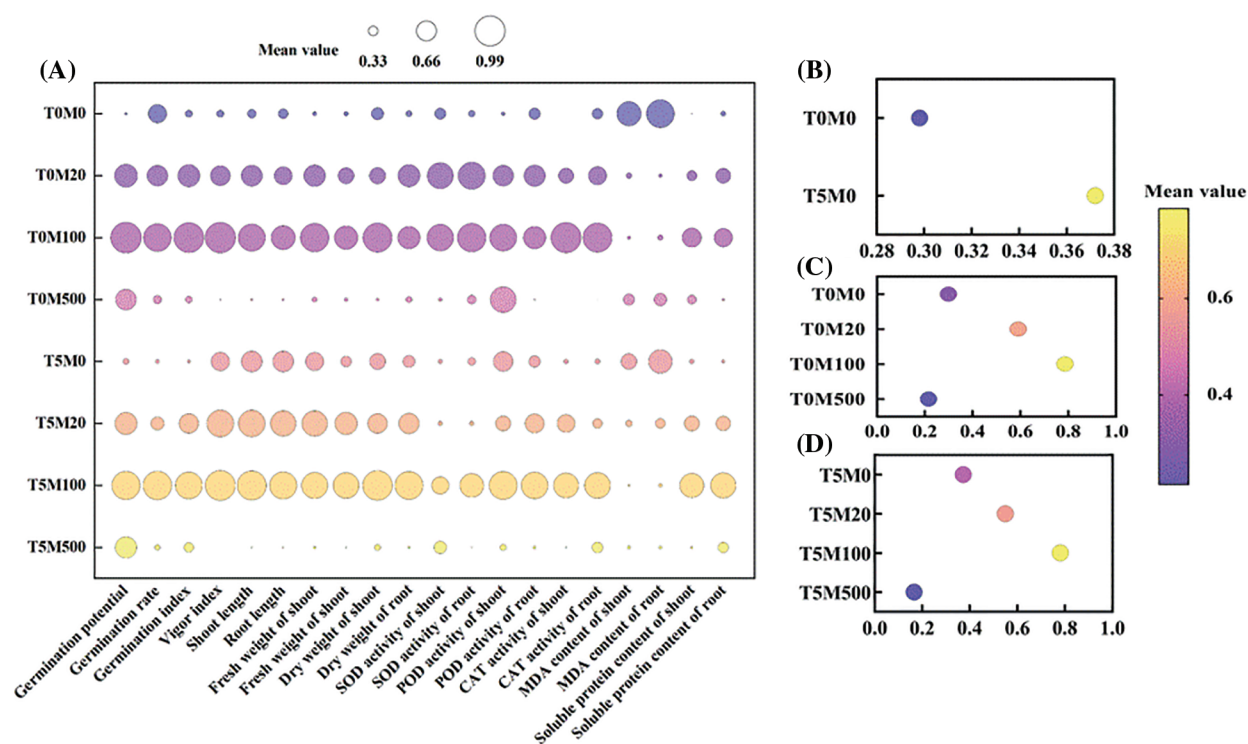 Mean value
0.33 0.66 0.99
(A)
T0M0
T0M20
T0M100
T0M500
T5M0
T5M20
T5M100
T5M500
Germination potential
Germination rate
Germination index
Vigor index
Shoot length
Root length
Fresh weight of shoot
Fresh weight of shoot
Dry weight of shoot
Dry weight of root
SOD activity of shoot
SOD activity of root
POD activity of shoot
POD activity of root
CAT activity of shoot
CAT activity of root
MDA content of shoot
MDA content of root
Soluble protein content of shoot
Soluble protein content of root
(B)
T0M0
T5M0
0.28 0.30 0.32 0.34 0.36 0.38
(C)
T0M0
T0M20
T0M100
T0M500
0.0 0.2 0.4 0.6 0.8 1.0
(D)
T5M0
T5M20
T5M100
T5M500
0.0 0.2 0.4 0.6 0.8 1.0
Mean value
0.6
0.4